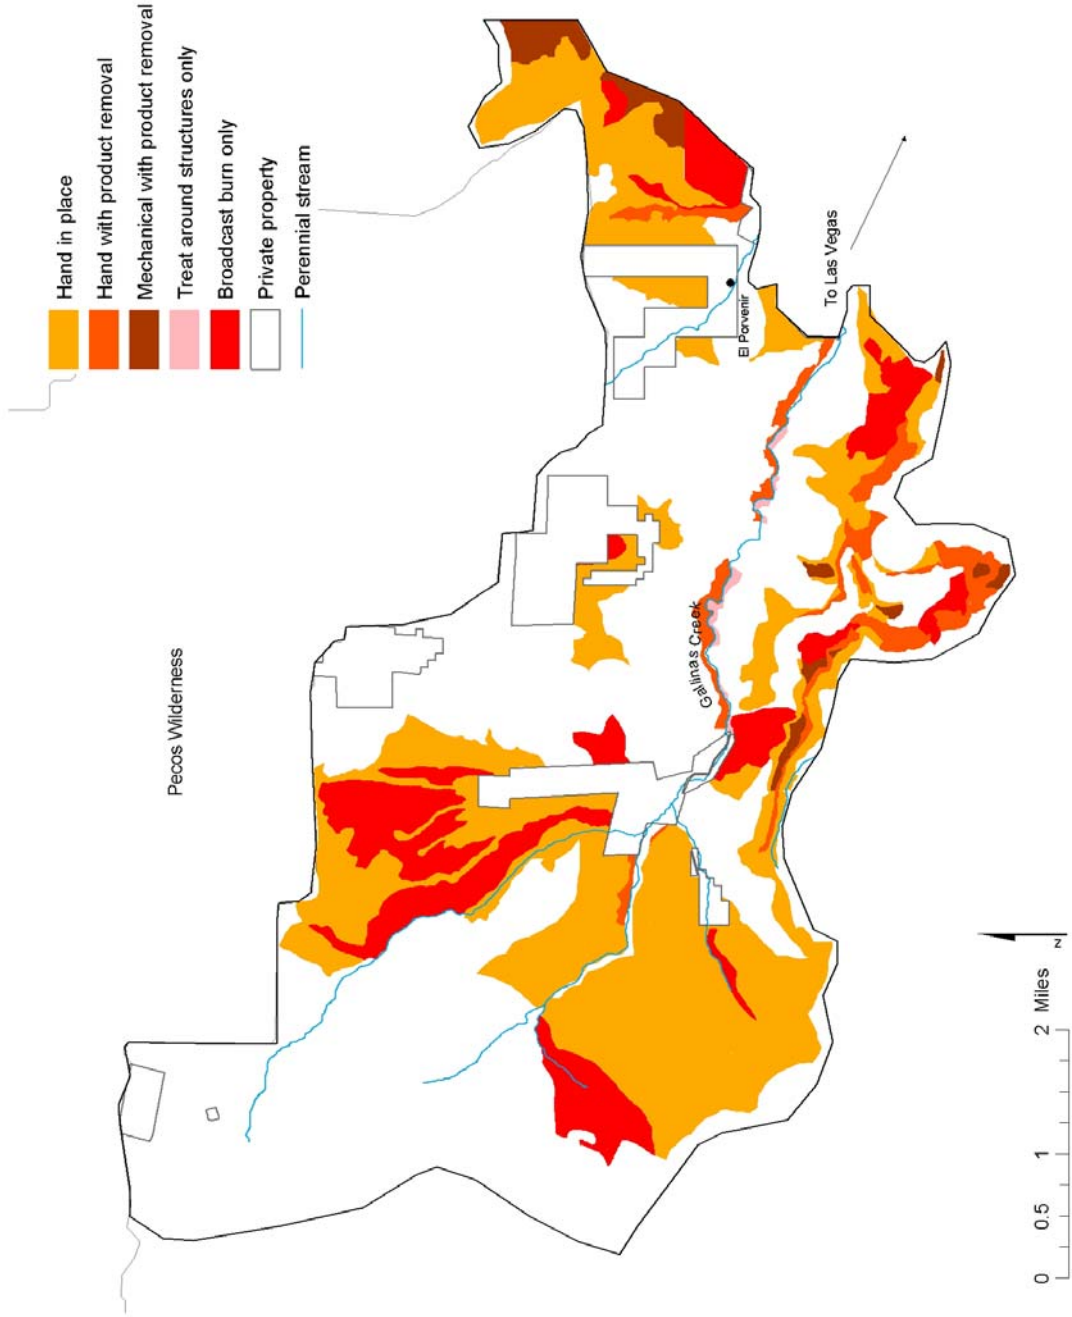 Hand in place
Hand with product removal
Mechanical with product removal
Treat around structures only
Broadcast burn only
Private property
Perennial stream
Pecos Wilderness
Gallinas Creek
El Porvenir
To Las Vegas
N
0 0.5 1 2 Miles